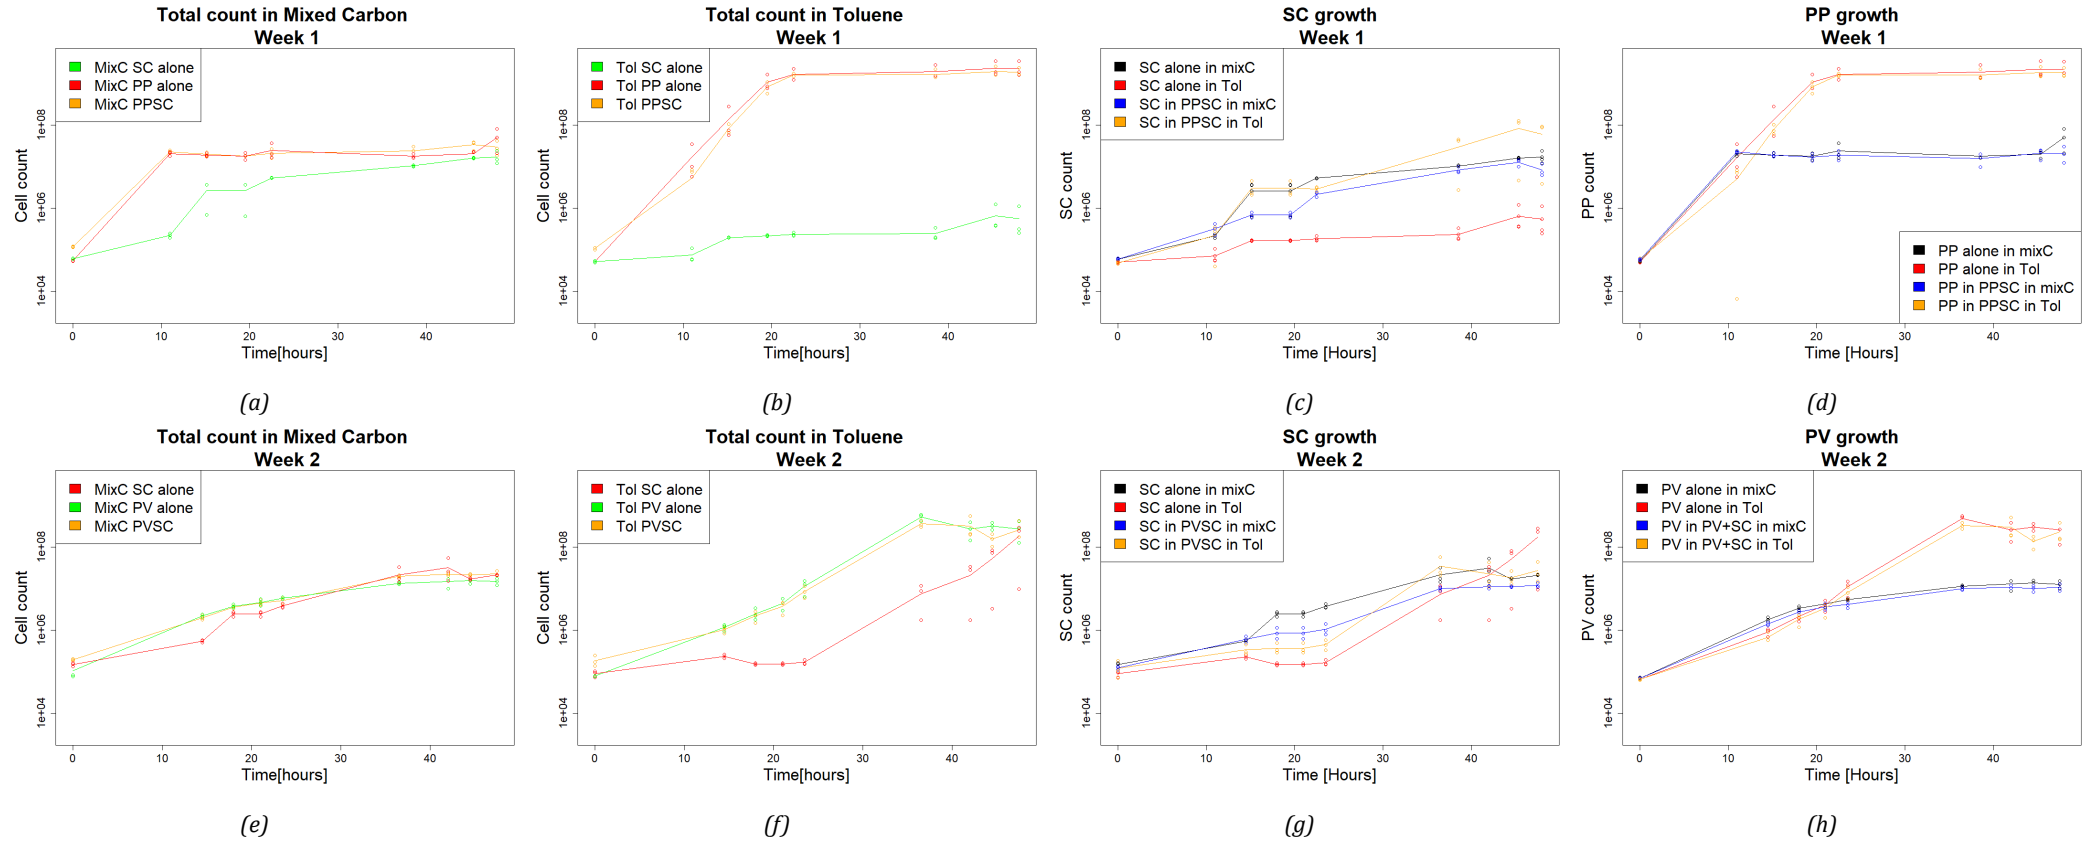 Total count in Mixed Carbon
Week 1
MixC SC alone
MixC PP alone
MixC PPSC
Cell count
1e+04
1e+06
1e+08
0
10
20
30
40
Time[hours]
(a)
Total count in Toluene
Week 1
Tol SC alone
Tol PP alone
Tol PPSC
Cell count
1e+04
1e+06
1e+08
0
10
20
30
40
Time[hours]
(b)
SC growth
Week 1
SC alone in mixC
SC alone in Tol
SC in PPSC in mixC
SC in PPSC in Tol
SC count
1e+04
1e+06
1e+08
0
10
20
30
40
Time [Hours]
(c)
PP growth
Week 1
PP alone in mixC
PP alone in Tol
PP in PPSC in mixC
PP in PPSC in Tol
PP count
1e+04
1e+06
1e+08
0
10
20
30
40
Time [Hours]
(d)
Total count in Mixed Carbon
Week 2
MixC SC alone
MixC PV alone
MixC PVSC
Cell count
1e+04
1e+06
1e+08
0
10
20
30
40
Time[hours]
(e)
Total count in Toluene
Week 2
Tol SC alone
Tol PV alone
Tol PVSC
Cell count
1e+04
1e+06
1e+08
0
10
20
30
40
Time[hours]
(f)
SC growth
Week 2
SC alone in mixC
SC alone in Tol
SC in PVSC in mixC
SC in PVSC in Tol
SC count
1e+04
1e+06
1e+08
0
10
20
30
40
Time [Hours]
(g)
PV growth
Week 2
PV alone in mixC
PV alone in Tol
PV in PV+SC in mixC
PV in PV+SC in Tol
PV count
1e+04
1e+06
1e+08
0
10
20
30
40
Time [Hours]
(h)